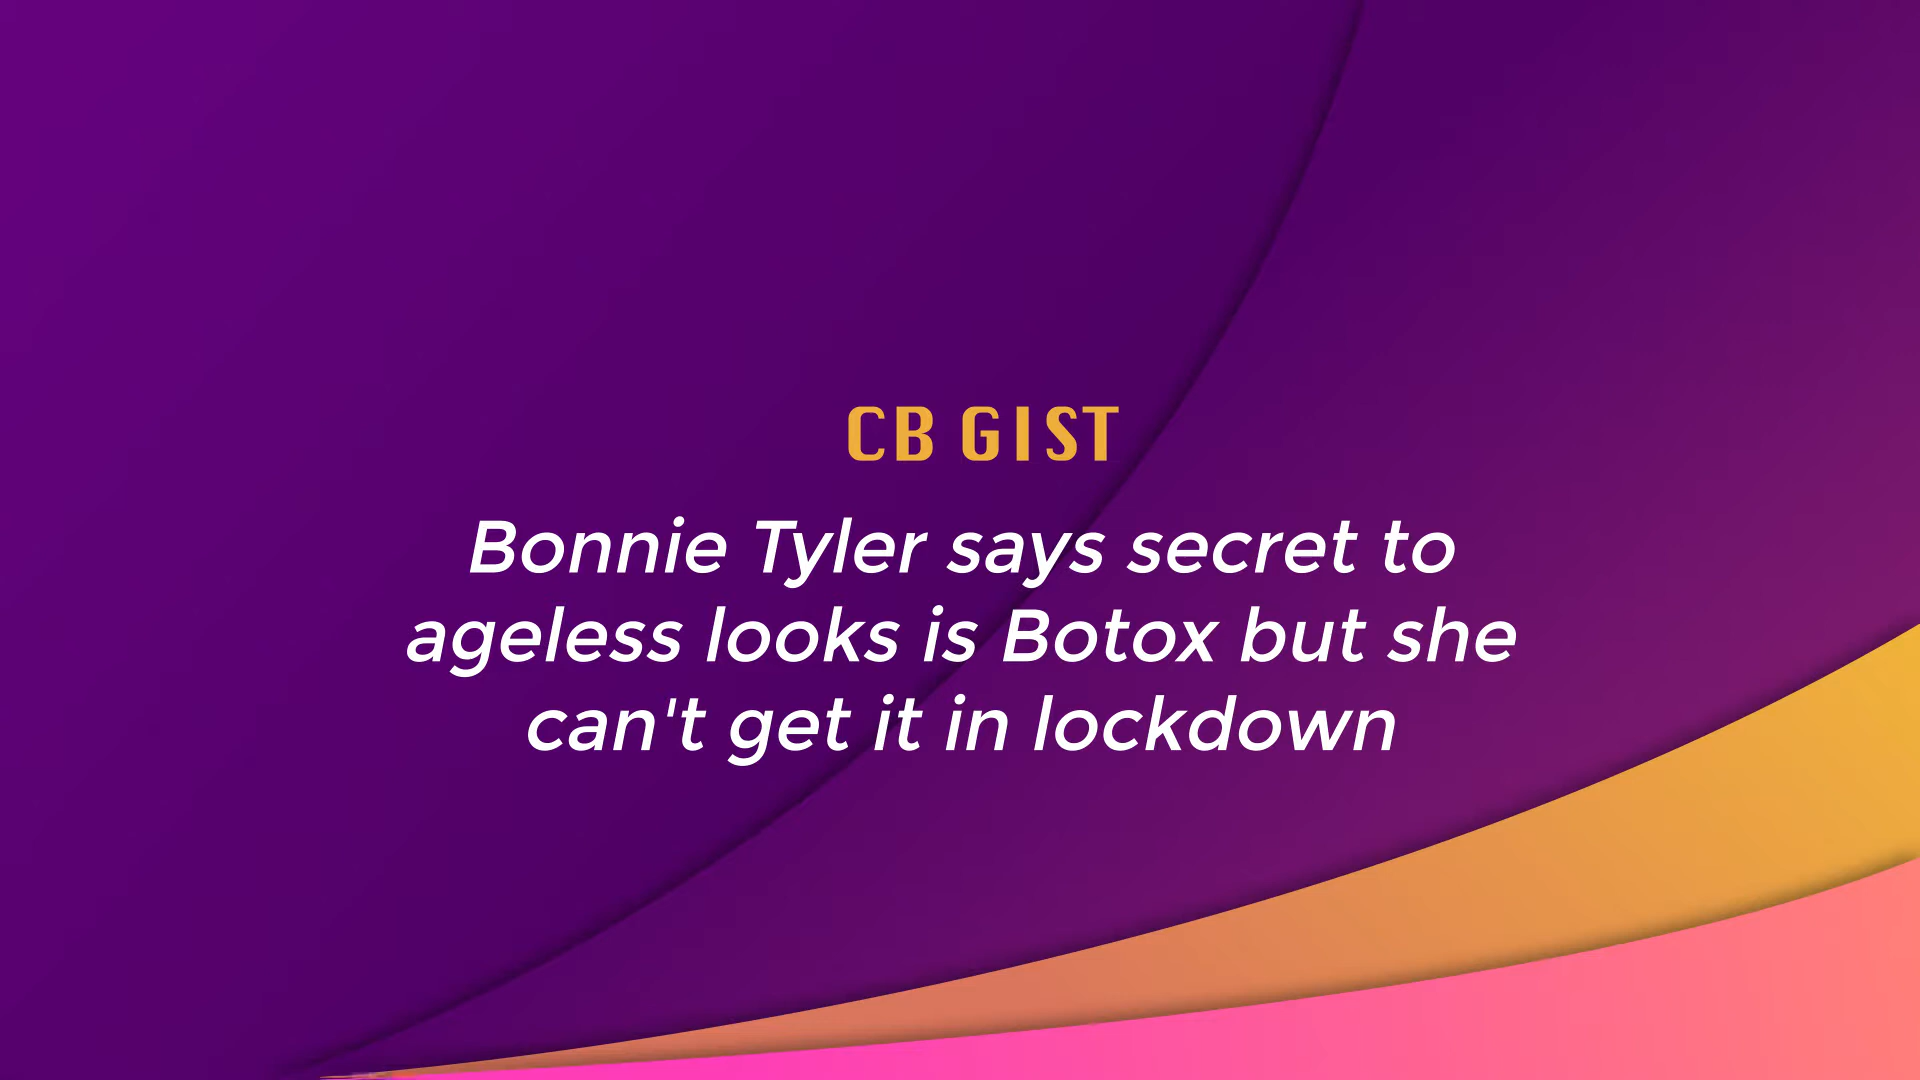 CB GIST
Bonnie Tyler says secret to
ageless looks is Botox but she
can't get it in lockdown